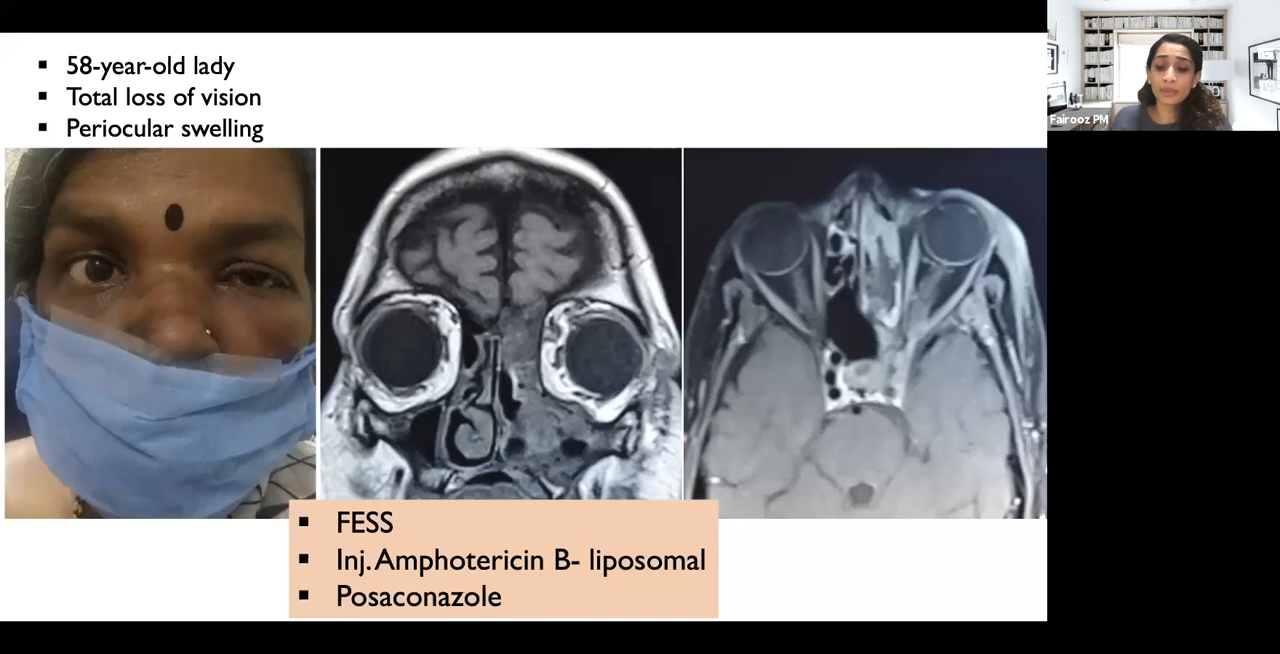 58-year-old lady
Total loss of vision
Periocular swelling
Fairooz PM
FESS
Inj. Amphotericin B- liposomal
Posaconazole